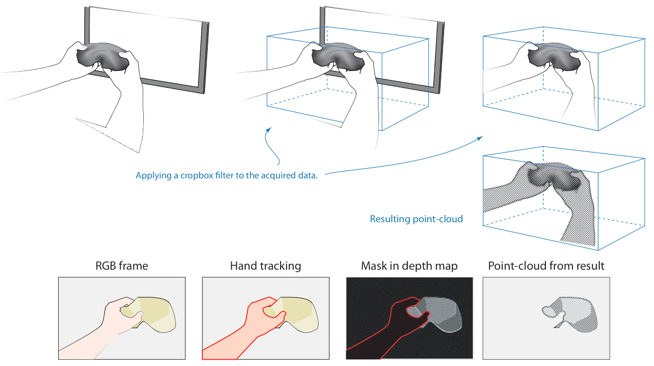 Applying a cropbox filter to the acquired data.
Resulting point-cloud
RGB frame
Hand tracking
Mask in depth map
Point-cloud from result